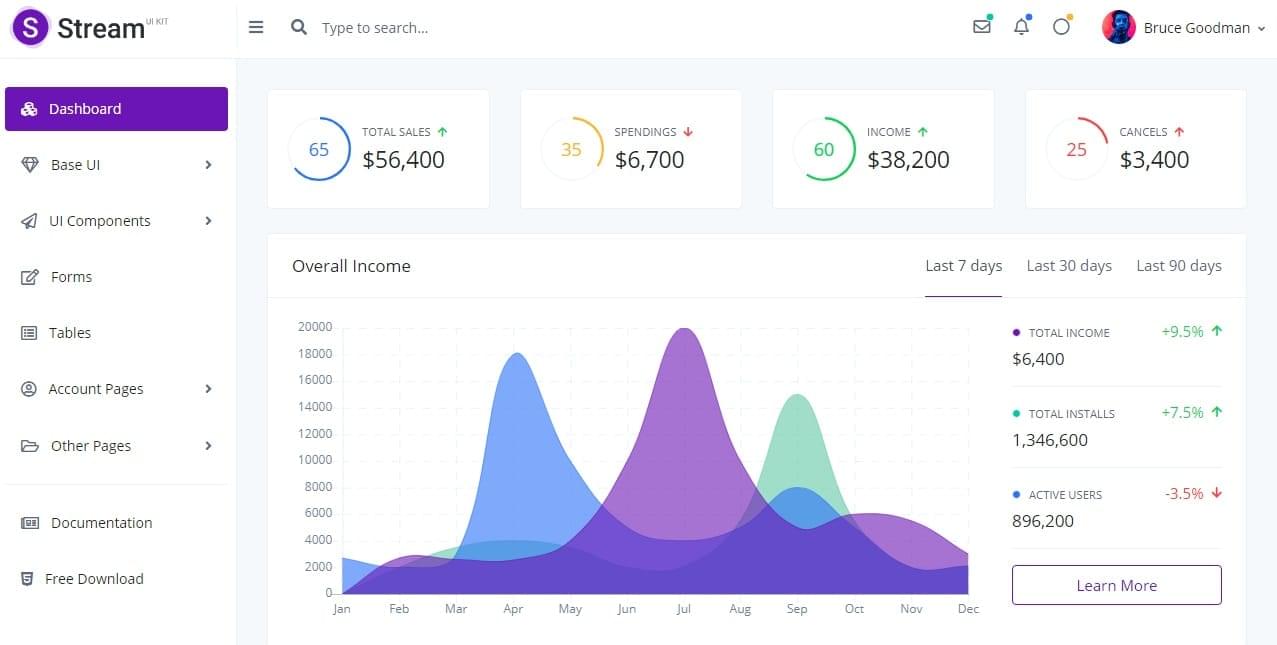 S Stream UI KIT
Type to search...
Bruce Goodman
Dashboard
Base UI
UI Components
Forms
Tables
Account Pages
Other Pages
Documentation
Free Download
65
TOTAL SALES
$56,400
35
SPENDINGS
$6,700
60
INCOME
$38,200
25
CANCELS
$3,400
Overall Income
Last 7 days Last 30 days Last 90 days
20000
18000
16000
14000
12000
10000
8000
6000
4000
2000
0
Jan Feb Mar Apr May Jun Jul Aug Sep Oct Nov Dec
TOTAL INCOME +9.5%
$6,400
TOTAL INSTALLS +7.5%
1,346,600
ACTIVE USERS -3.5%
896,200
Learn More